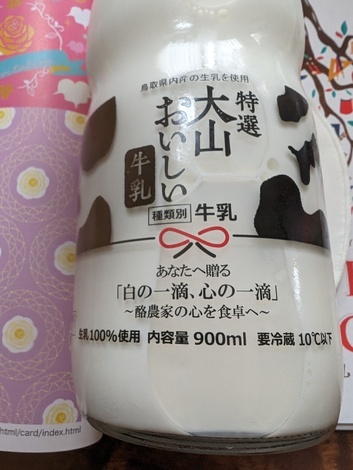 鳥取県内産の生乳を使用
特選
大山
おいしい
牛乳
種類別 牛乳
あなたへ贈る
「白の一滴、心の一滴」
～酪農家の心を食卓へ～
生乳100%使用 内容量 900ml 要冷蔵 10℃以下
html/card/index.html